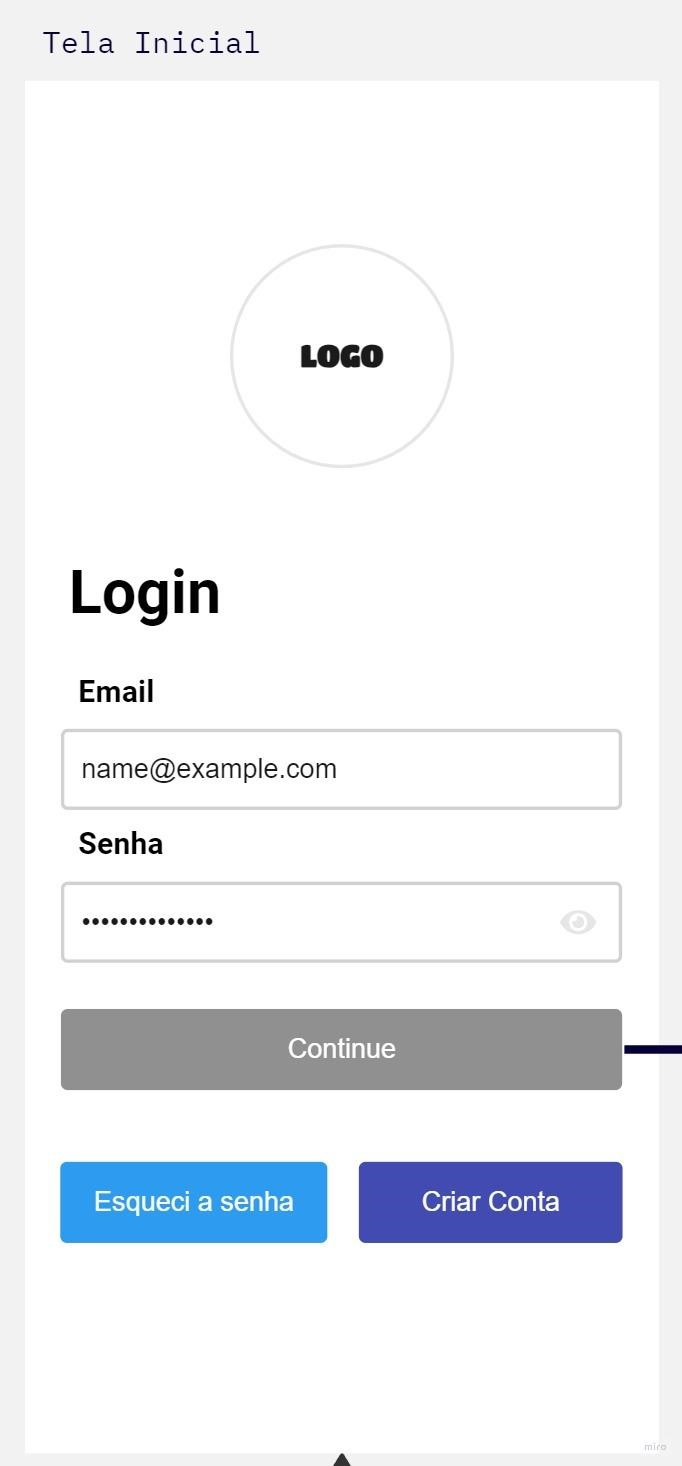 Tela Inicial
LOGO
Login
Email
name@example.com
Senha
••••••••••••••
Continue
Esqueci a senha
Criar Conta
miro